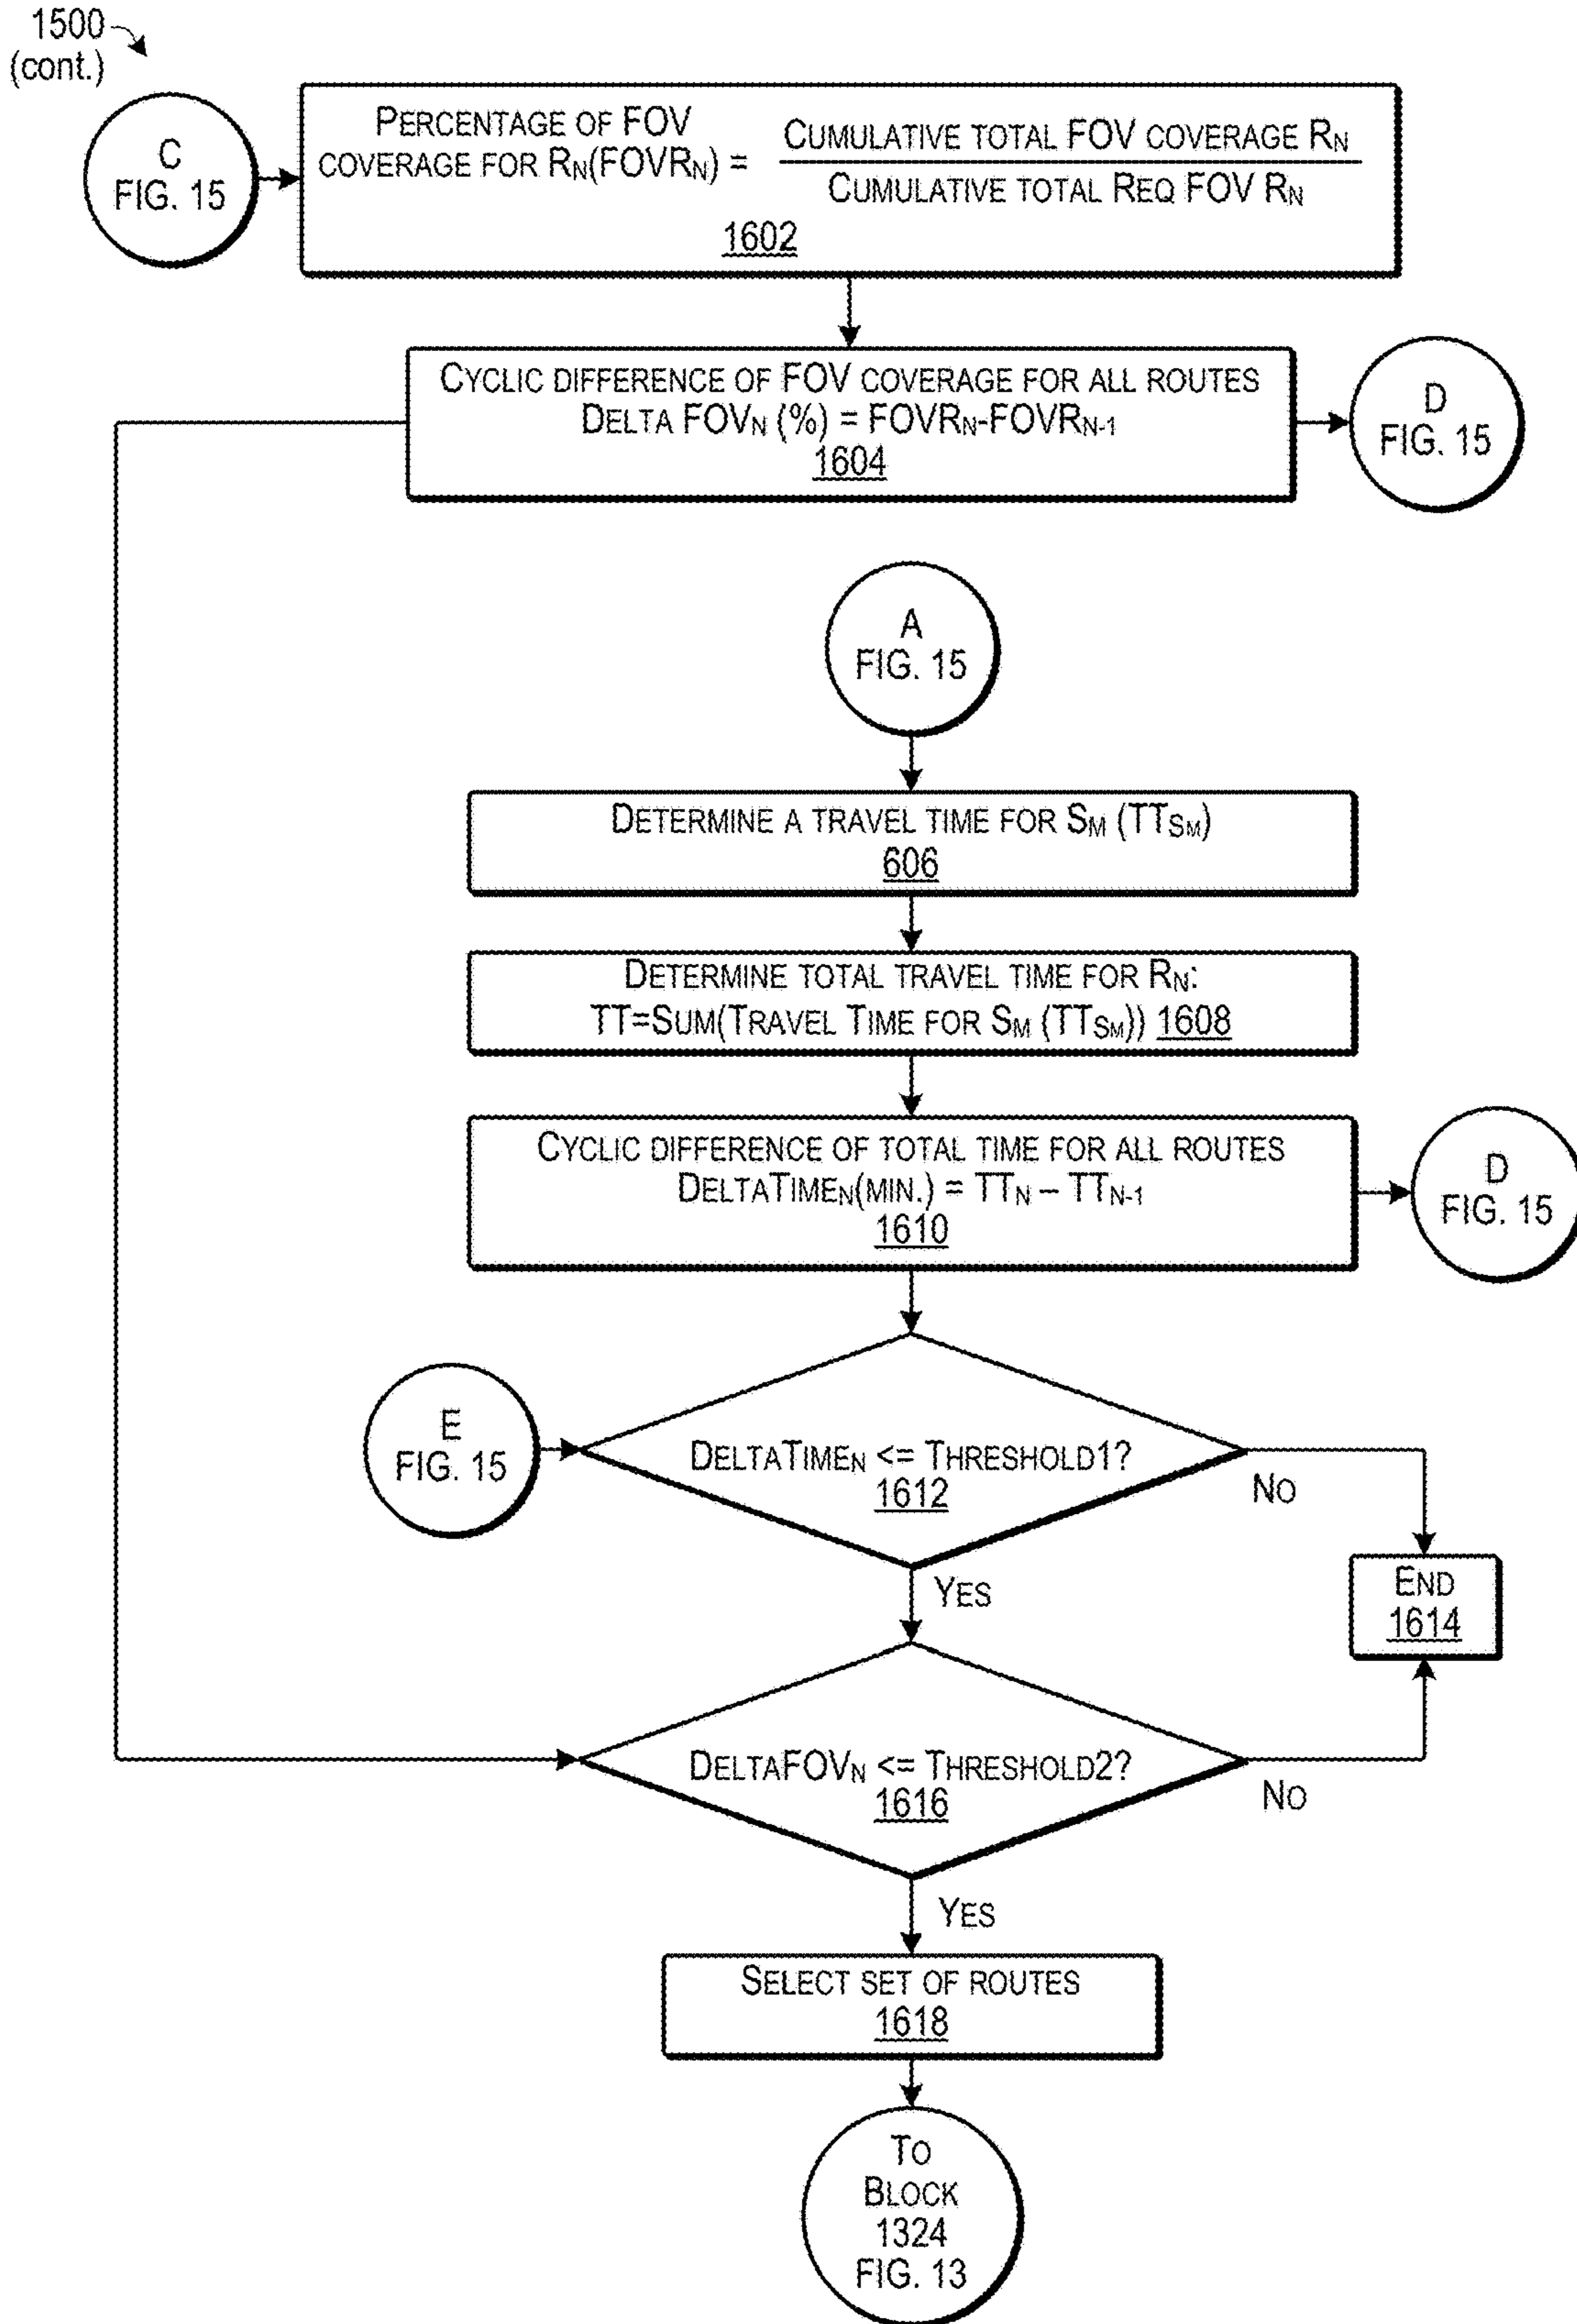 1500
(cont.)
C
FIG. 15
PERCENTAGE OF FOV
COVERAGE FOR RN(FOVRN) =
CUMULATIVE TOTAL FOV COVERAGE RN
CUMULATIVE TOTAL REQ FOV RN
1602
CYCLIC DIFFERENCE OF FOV COVERAGE FOR ALL ROUTES
DELTA FOVN (%) = FOVRN-FOVRN-1
1604
D
FIG. 15
A
FIG. 15
DETERMINE A TRAVEL TIME FOR SM (TTSM)
606
DETERMINE TOTAL TRAVEL TIME FOR RN:
TT=SUM(TRAVEL TIME FOR SM (TTSM)) 1608
CYCLIC DIFFERENCE OF TOTAL TIME FOR ALL ROUTES
DELTATIMEN(MIN.) = TTN – TTN-1
1610
D
FIG. 15
E
FIG. 15
DELTATIMEN <= THRESHOLD1?
1612
NO
YES
END
1614
DELTAFOVN <= THRESHOLD2?
1616
NO
YES
SELECT SET OF ROUTES
1618
TO
BLOCK
1324
FIG. 13